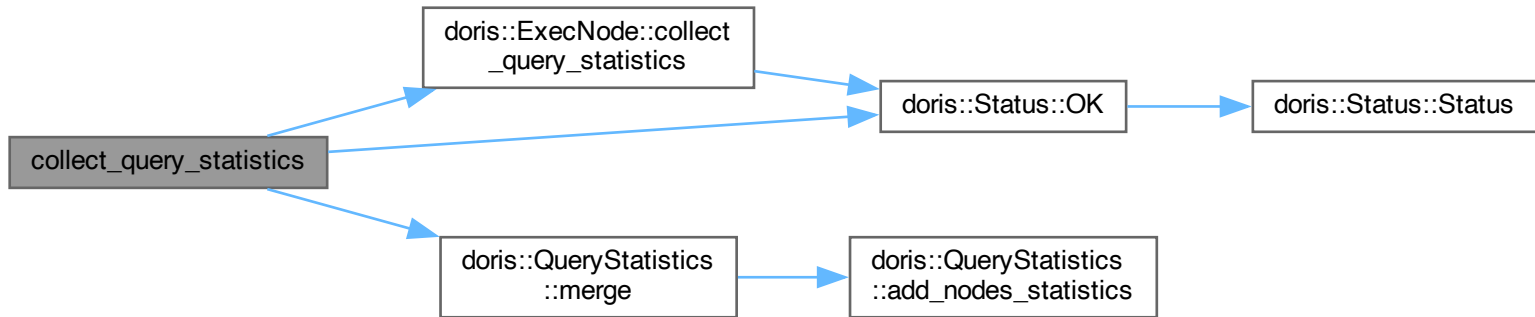 collect_query_statistics
doris::ExecNode::collect
_query_statistics
doris::Status::OK
doris::Status::Status
doris::QueryStatistics
::merge
doris::QueryStatistics
::add_nodes_statistics